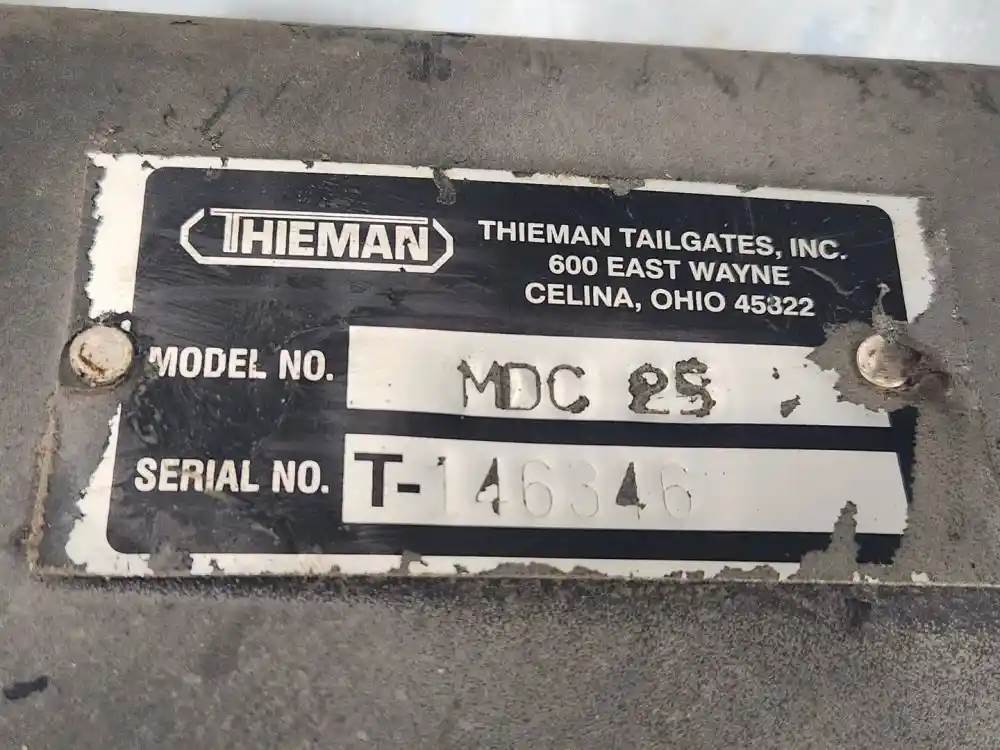 THIEMAN
THIEMAN TAILGATES, INC.
600 EAST WAYNE
CELINA, OHIO 45822
MODEL NO. MDC 25
SERIAL NO. T-146346